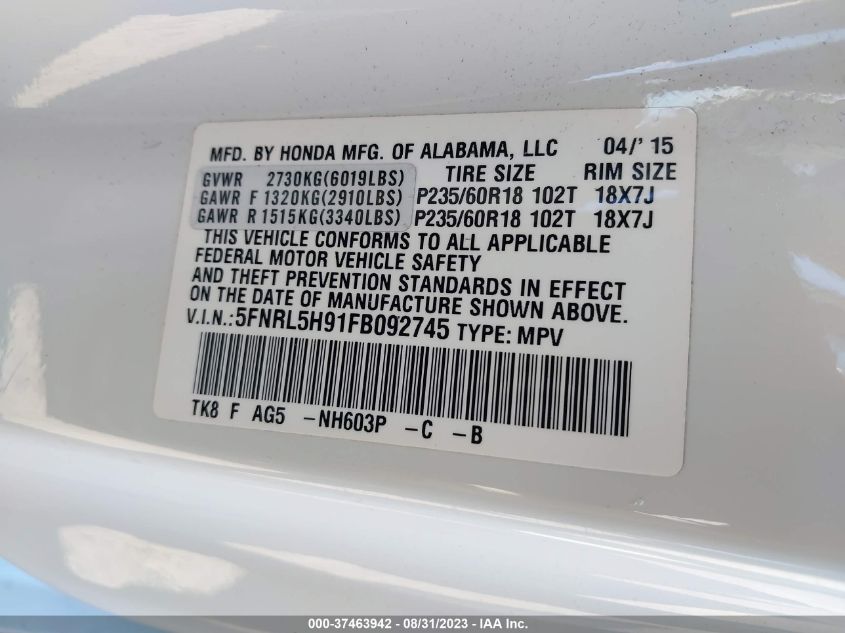 MFD. BY HONDA MFG. OF ALABAMA, LLC 04/' 15
GVWR 2730KG(6019LBS) TIRE SIZE RIM SIZE
GAWR F 1320KG(2910LBS) P235/60R18 102T 18X7J
GAWR R 1515KG(3340LBS) P235/60R18 102T 18X7J
THIS VEHICLE CONFORMS TO ALL APPLICABLE
FEDERAL MOTOR VEHICLE SAFETY
AND THEFT PREVENTION STANDARDS IN EFFECT
ON THE DATE OF MANUFACTURE SHOWN ABOVE.
V.I.N.:5FNRL5H91FB092745 TYPE: MPV
TK8 F AG5 -NH603P -C -B
000-37463942 - 08/31/2023 - IAA Inc.